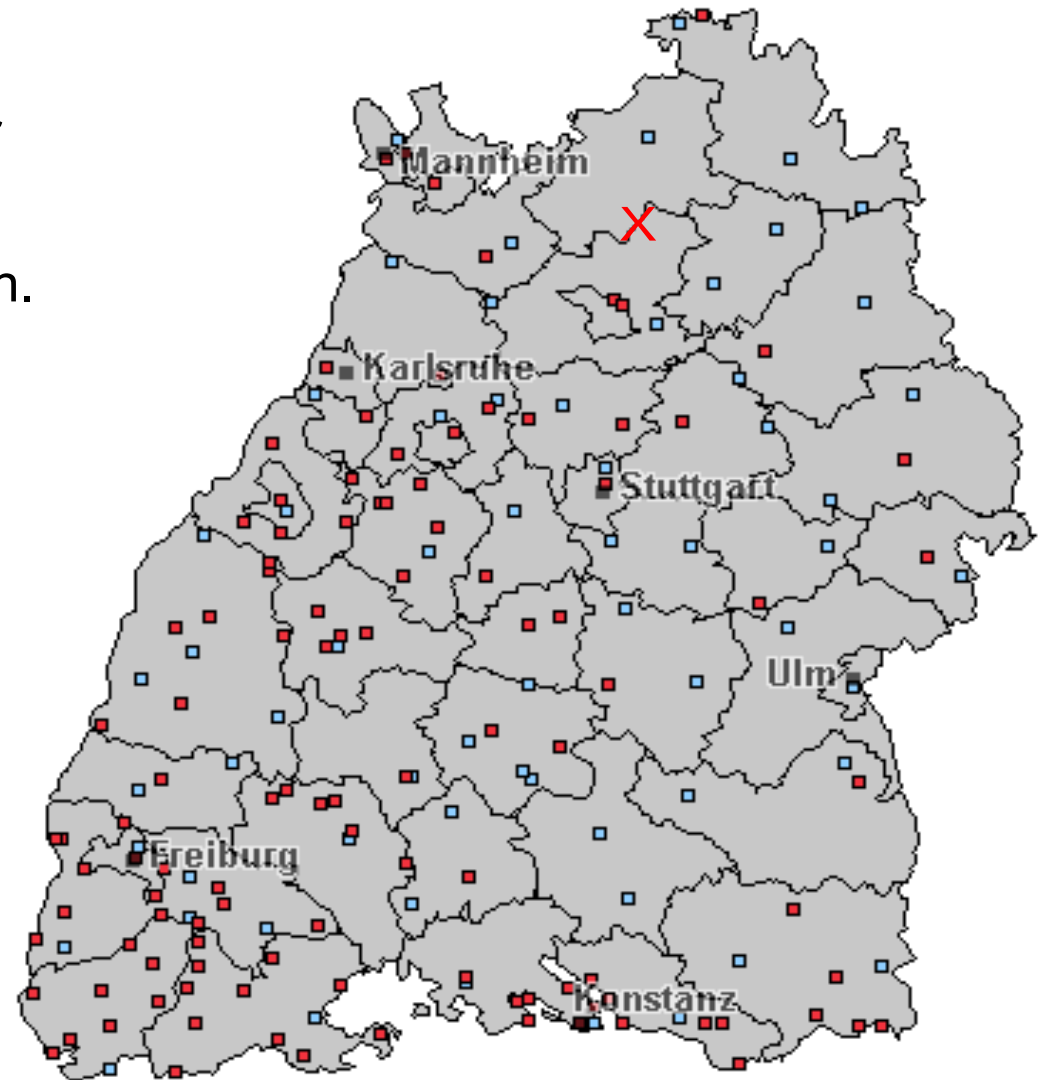 n.
X
Mannheim
Karlsruhe
Stuttgart
Ulm
Freiburg
Konstanz